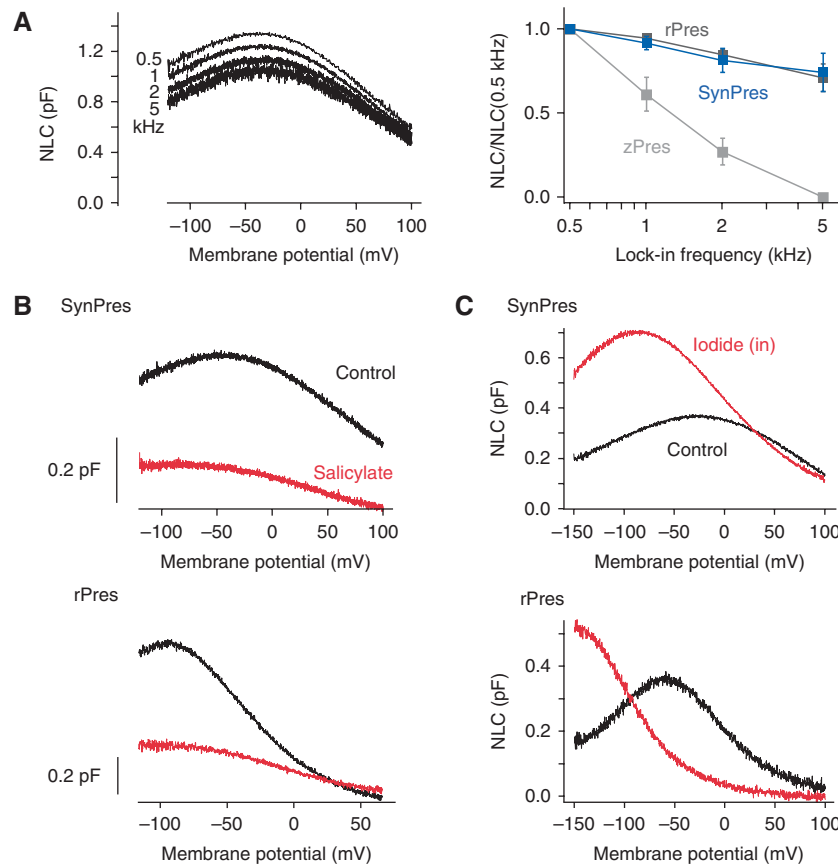 A
NLC (pF)
1.2
0.8
0.4
0.0
0.5
1
2
5
kHz
−100 −50 0 50 100
Membrane potential (mV)
NLC/NLC(0.5 kHz)
1.0
0.5
0.0
rPres
SynPres
zPres
0.5 1 2 5
Lock-in frequency (kHz)
B
SynPres
Control
Salicylate
0.2 pF
−100 −50 0 50 100
Membrane potential (mV)
rPres
0.2 pF
−100 −50 0 50
Membrane potential (mV)
C
SynPres
NLC (pF)
0.6
0.4
0.2
0.0
Iodide (in)
Control
−150 −100 −50 0 50 100
Membrane potential (mV)
rPres
NLC (pF)
0.4
0.2
0.0
−150 −100 −50 0 50 100
Membrane potential (mV)